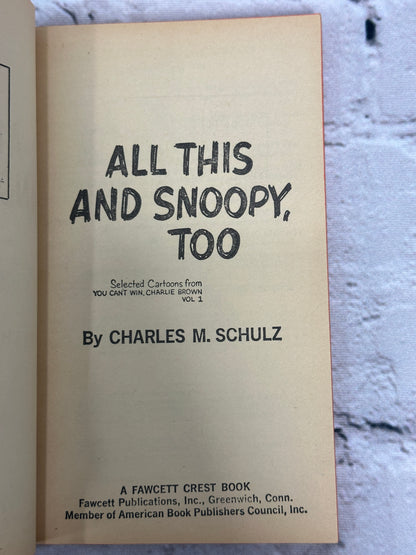 ALL THIS
AND SNOOPY,
TOO
Selected Cartoons from
YOU CAN'T WIN, CHARLIE BROWN
VOL 1
By CHARLES M. SCHULZ
A FAWCETT CREST BOOK
Fawcett Publications, Inc., Greenwich, Conn.
Member of American Book Publishers Council, Inc.